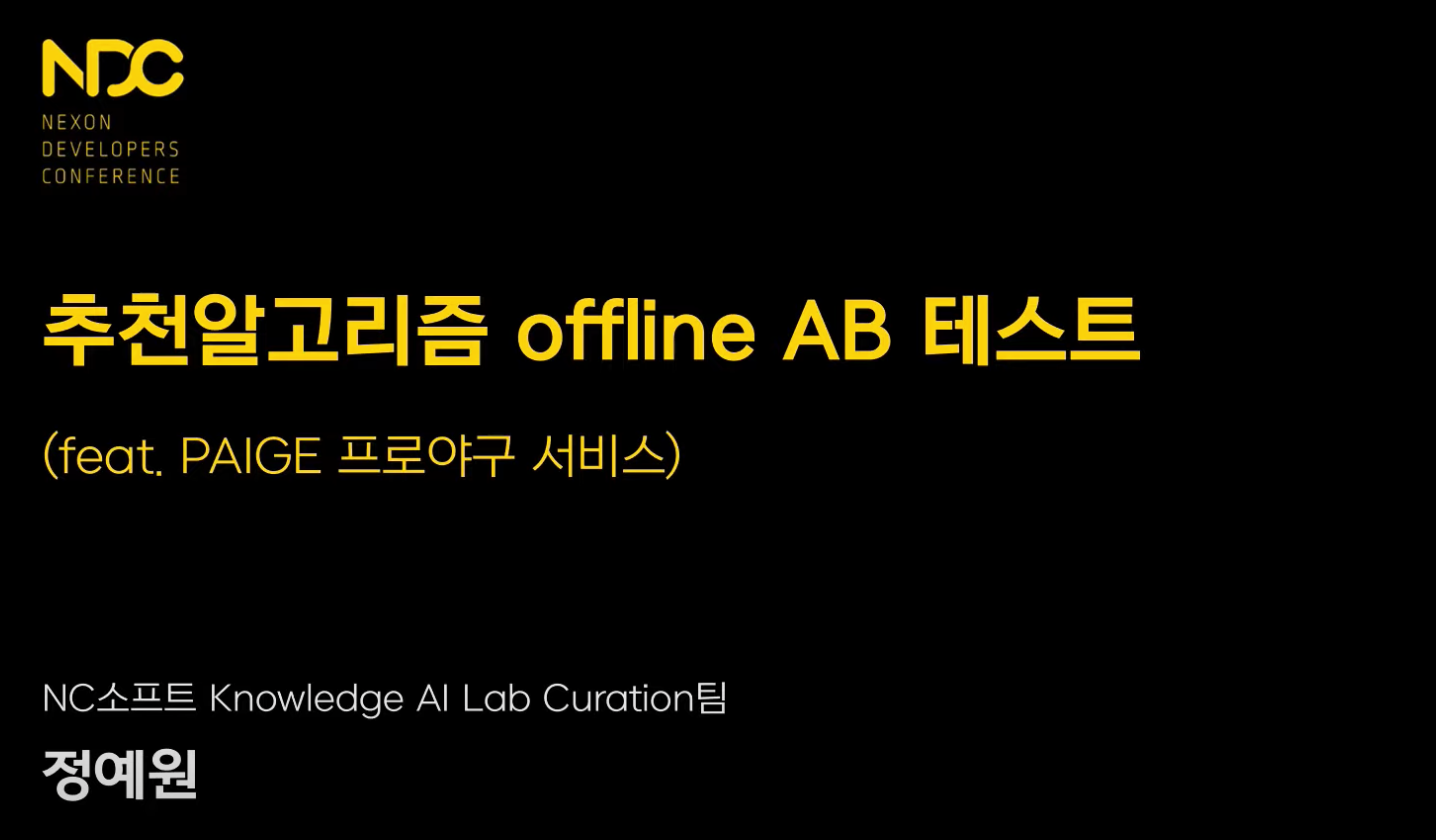 NDC
NEXON
DEVELOPERS
CONFERENCE
추천알고리즘 offline AB 테스트
(feat. PAIGE 프로야구 서비스)
NC소프트 Knowledge AI Lab Curation팀
정예원